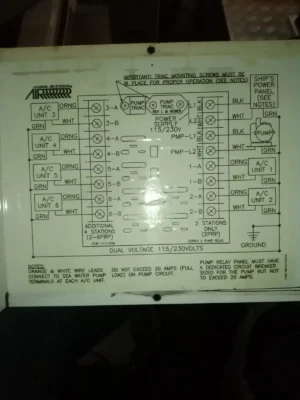 IMPORTANT! TRIAC MOUNTING SCREWS MUST BE
IN PLACE FOR PROPER OPERATION (SEE NOTES)
SHIP'S
POWER
PANEL
(SEE
NOTES)
PUMP
TRIAC
PUMP
TRAC
A/C
UNIT 3
ORNG
WHT
GRN
3-A
3-B
L1
L2
BLK
WHT
GRN
POWER
SUPPLY
115/230V
A/C
UNIT 4
ORNG
WHT
GRN
4-A
4-B
PMP-L1
PMP-L2
BLK
WHT
GRN
PUMP
A/C
UNIT 5
ORNG
WHT
GRN
5-A
5-B
1-A
1-B
ORNG
WHT
GRN
A/C
UNIT 1
A/C
UNIT 6
ORNG
WHT
GRN
6-A
6-B
2-A
2-B
ORNG
WHT
GRN
A/C
UNIT 2
ADDITIONAL
4 STATIONS
2 STATIONS
ONLY
(2PRP)
GROUND
DUAL VOLTAGE 115/230VOLTS
NOTES:
ORANGE & WHITE WIRE LEADS
CONNECT TO SEA WATER PUMP
TERMINALS AT EACH A/C UNIT.
DO NOT EXCEED 20 AMPS (FULL
LOAD) ON PUMP CIRCUIT.
PUMP RELAY PANEL MUST HAVE
A DEDICATED CIRCUIT BREAKER
SIZED FOR THE PUMP BUT NOT
TO EXCEED 20 AMPS.